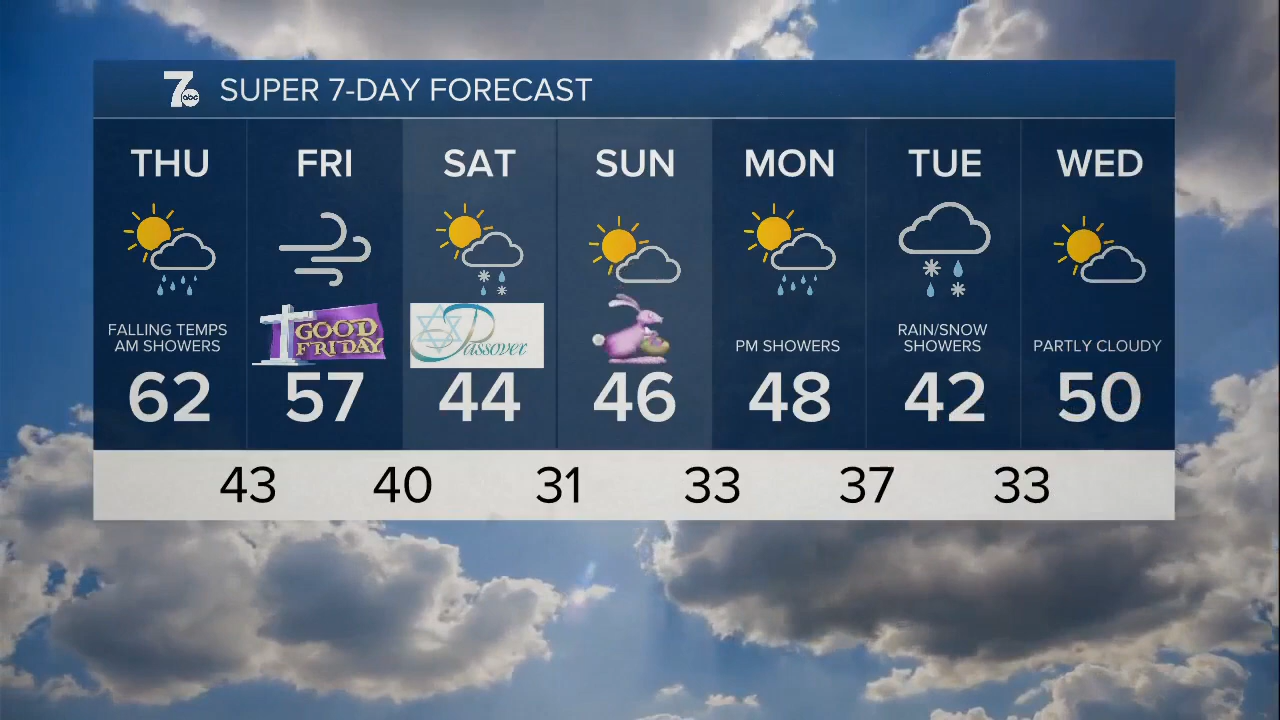 7 abc SUPER 7-DAY FORECAST
THU FRI SAT SUN MON TUE WED
GOOD
FRIDAY
Passover
FALLING TEMPS
AM SHOWERS
PM SHOWERS
RAIN/SNOW
SHOWERS
PARTLY CLOUDY
62 57 44 46 48 42 50
43 40 31 33 37 33